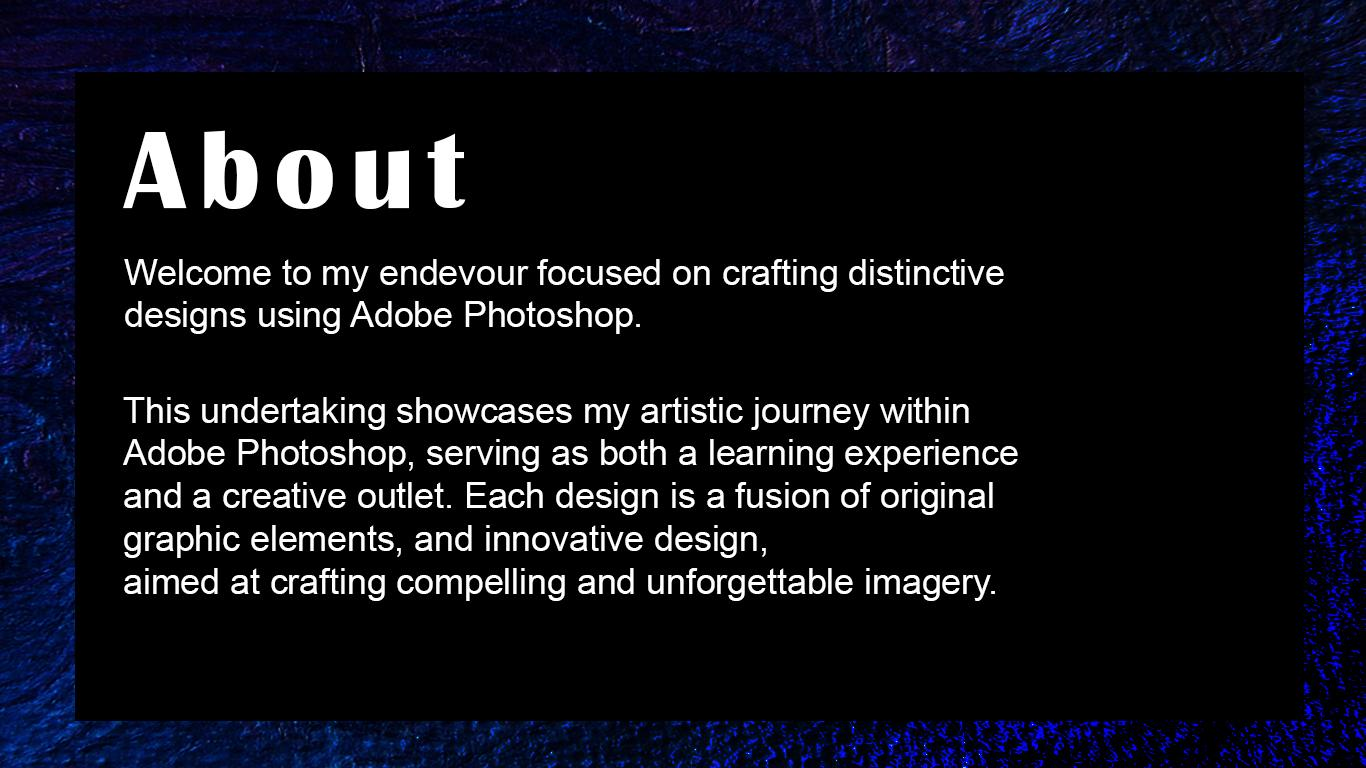 About
Welcome to my endevour focused on crafting distinctive
designs using Adobe Photoshop.
This undertaking showcases my artistic journey within
Adobe Photoshop, serving as both a learning experience
and a creative outlet. Each design is a fusion of original
graphic elements, and innovative design,
aimed at crafting compelling and unforgettable imagery.